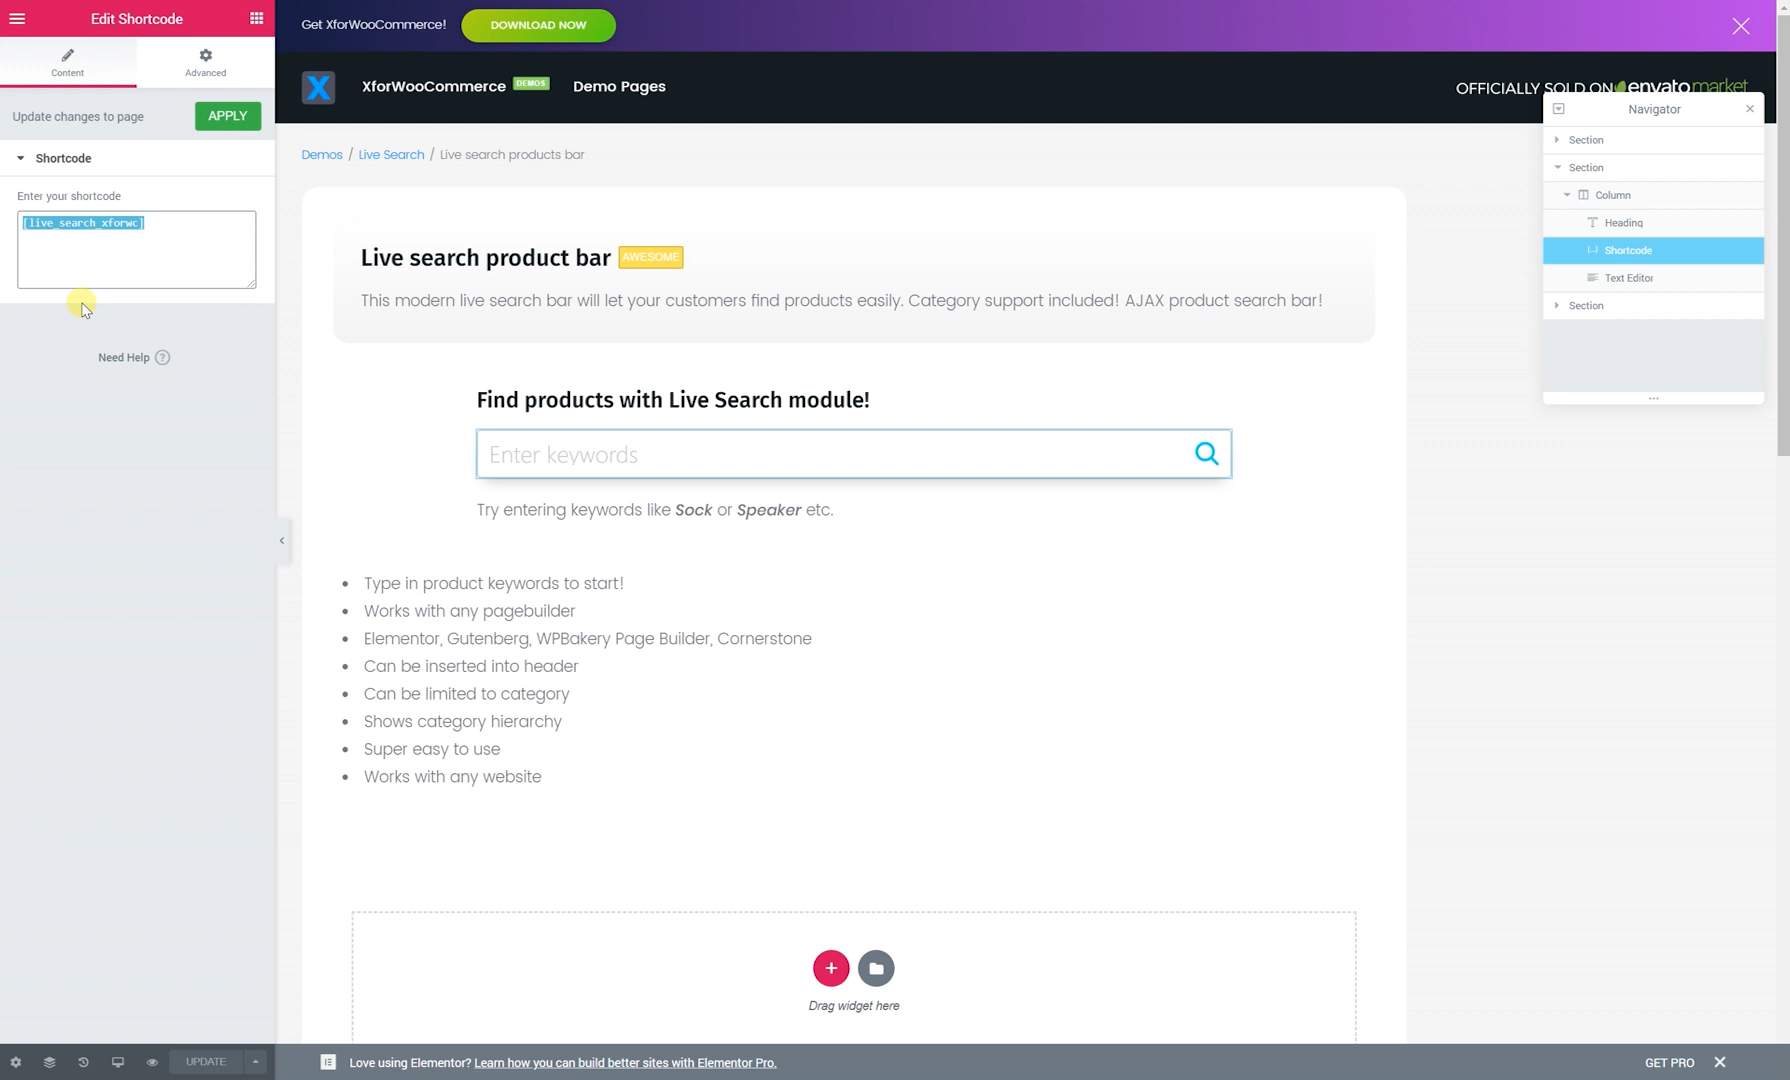 Edit Shortcode
Content
Advanced
Update changes to page
APPLY
Shortcode
Enter your shortcode
[live_search_xforwc]
Need Help
UPDATE
Get XforWooCommerce!
DOWNLOAD NOW
XforWooCommerce DEMOS
Demo Pages
OFFICIALLY SOLD ON envato market
Demos / Live Search / Live search products bar
Live search product bar AWESOME
This modern live search bar will let your customers find products easily. Category support included! AJAX product search bar!
Find products with Live Search module!
Enter keywords
Try entering keywords like Sock or Speaker etc.
Type in product keywords to start!
Works with any pagebuilder
Elementor, Gutenberg, WPBakery Page Builder, Cornerstone
Can be inserted into header
Can be limited to category
Shows category hierarchy
Super easy to use
Works with any website
Drag widget here
Navigator
Section
Section
Column
Heading
Shortcode
Text Editor
Section
Love using Elementor? Learn how you can build better sites with Elementor Pro.
GET PRO